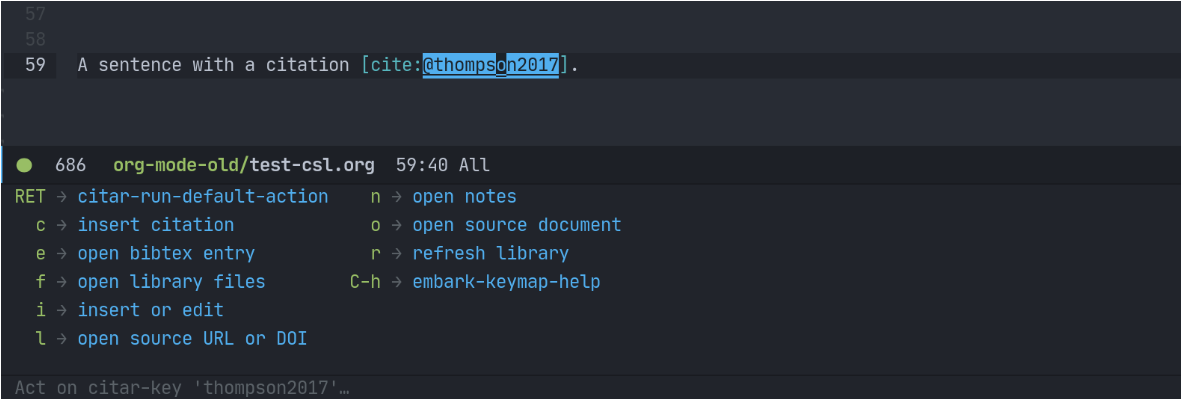 57
58
59 A sentence with a citation [cite:@thompson2017].
686 org-mode-old/test-csl.org 59:40 All
RET → citar-run-default-action n → open notes
c → insert citation o → open source document
e → open bibtex entry r → refresh library
f → open library files C-h → embark-keymap-help
i → insert or edit
l → open source URL or DOI
Act on citar-key 'thompson2017'…